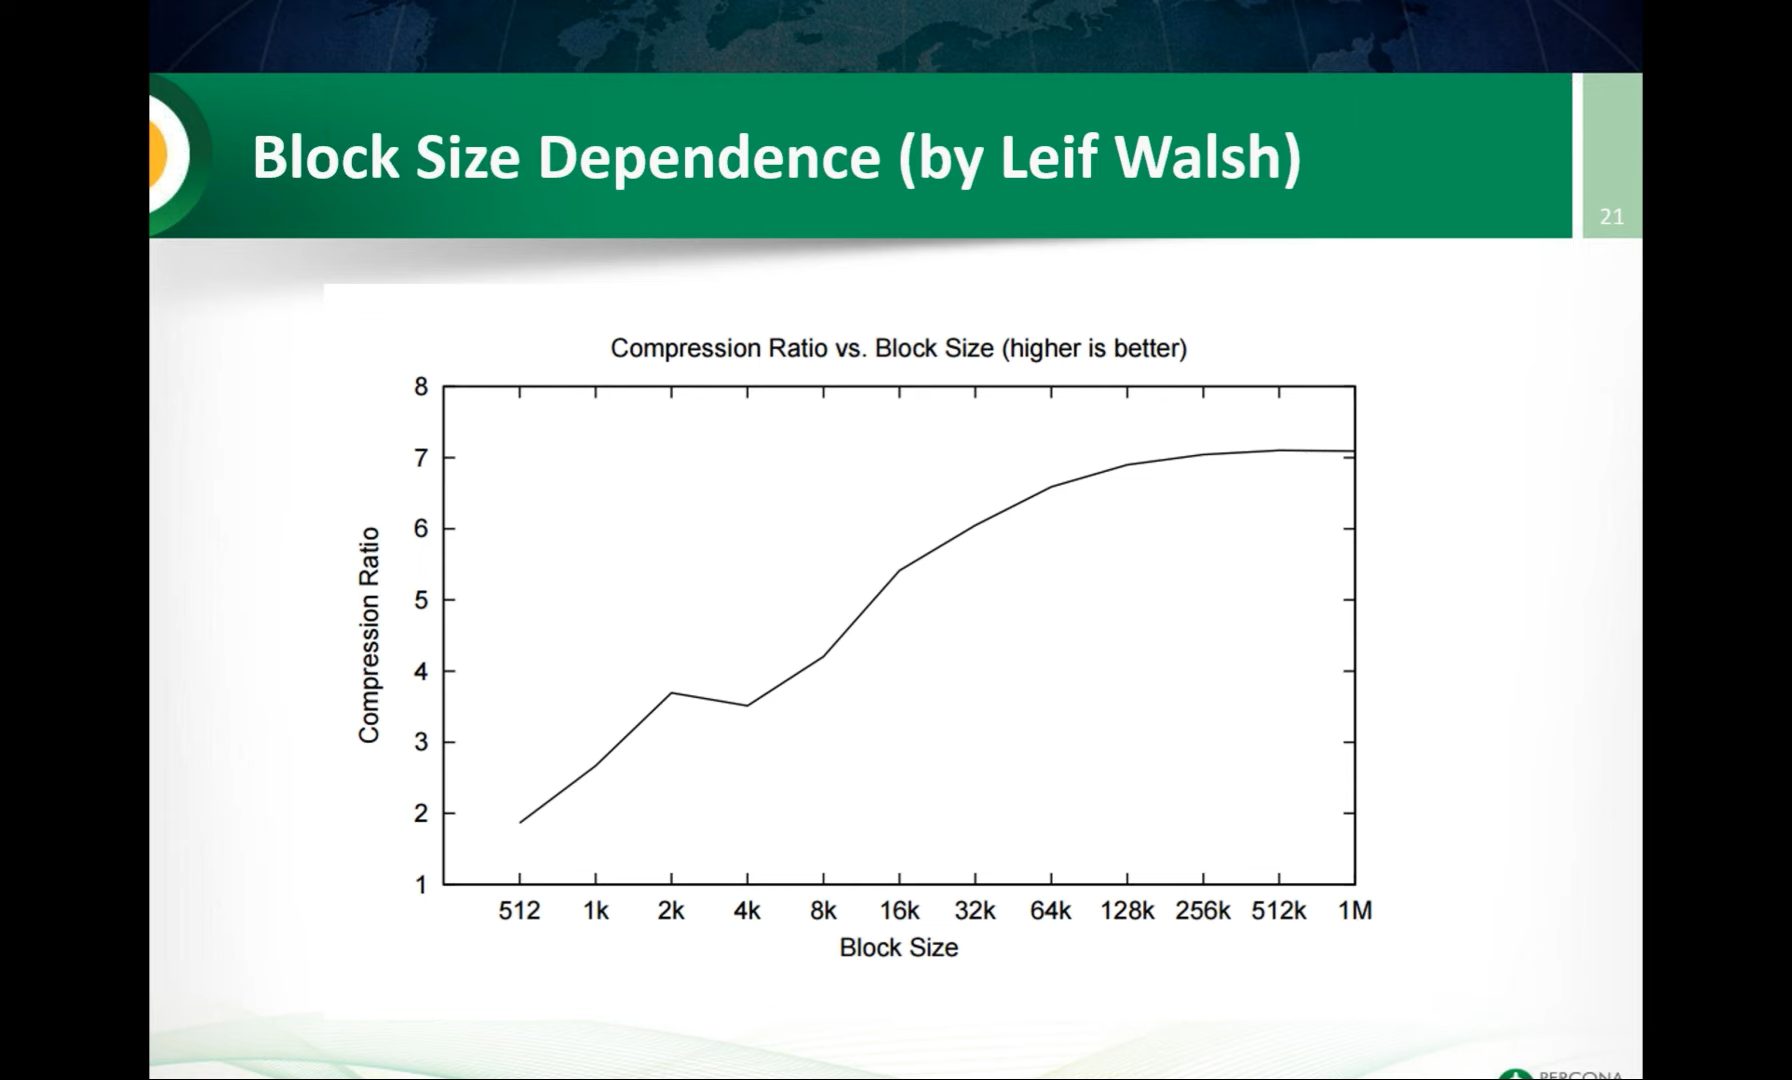 Block Size Dependence (by Leif Walsh)
21
Compression Ratio vs. Block Size (higher is better)
8
7
6
5
4
3
2
1
Compression Ratio
512 1k 2k 4k 8k 16k 32k 64k 128k 256k 512k 1M
Block Size
PERCONA